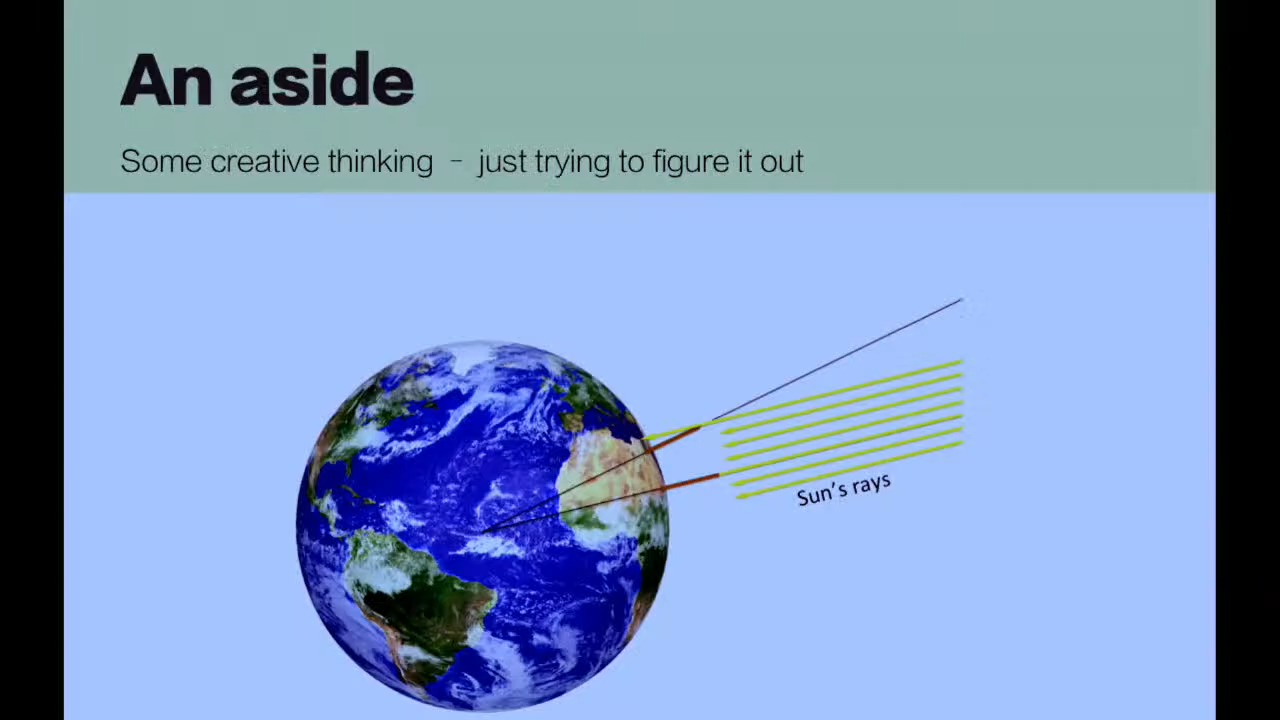 An aside
Some creative thinking – just trying to figure it out
Sun's rays